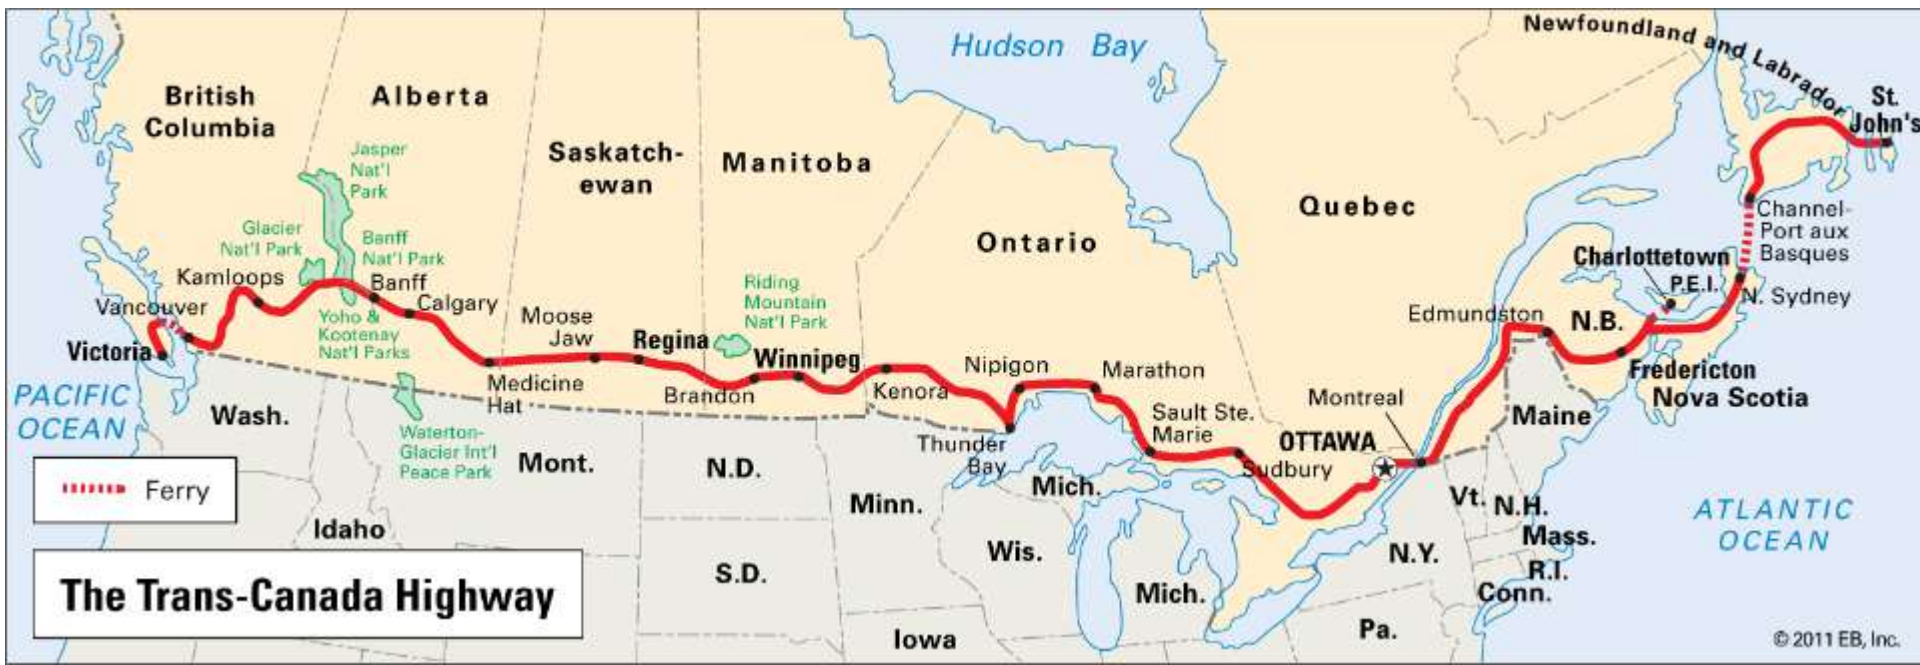 Hudson Bay
Newfoundland and Labrador
St.
John's
British
Columbia
Alberta
Saskatch-
ewan
Manitoba
Ontario
Quebec
Jasper
Nat'l
Park
Glacier
Nat'l Park
Banff
Nat'l Park
Kamloops
Banff
Vancouver
Calgary
Victoria
Yoho &
Kootenay
Nat'l Parks
Moose
Jaw
Regina
Riding
Mountain
Nat'l Park
Winnipeg
Medicine
Hat
Brandon
Kenora
Nipigon
Marathon
Thunder
Bay
Sault Ste.
Marie
Sudbury
OTTAWA
Montreal
Edmundston
N.B.
Charlottetown
P.E.I.
Channel-
Port aux
Basques
N. Sydney
Fredericton
Nova Scotia
PACIFIC
OCEAN
Wash.
Waterton-
Glacier Int'l
Peace Park
Mont.
N.D.
Minn.
Mich.
Maine
Vt.
N.H.
Mass.
ATLANTIC
OCEAN
Idaho
S.D.
Wis.
Mich.
N.Y.
R.I.
Conn.
Iowa
Pa.
Ferry
The Trans-Canada Highway
© 2011 EB, Inc.